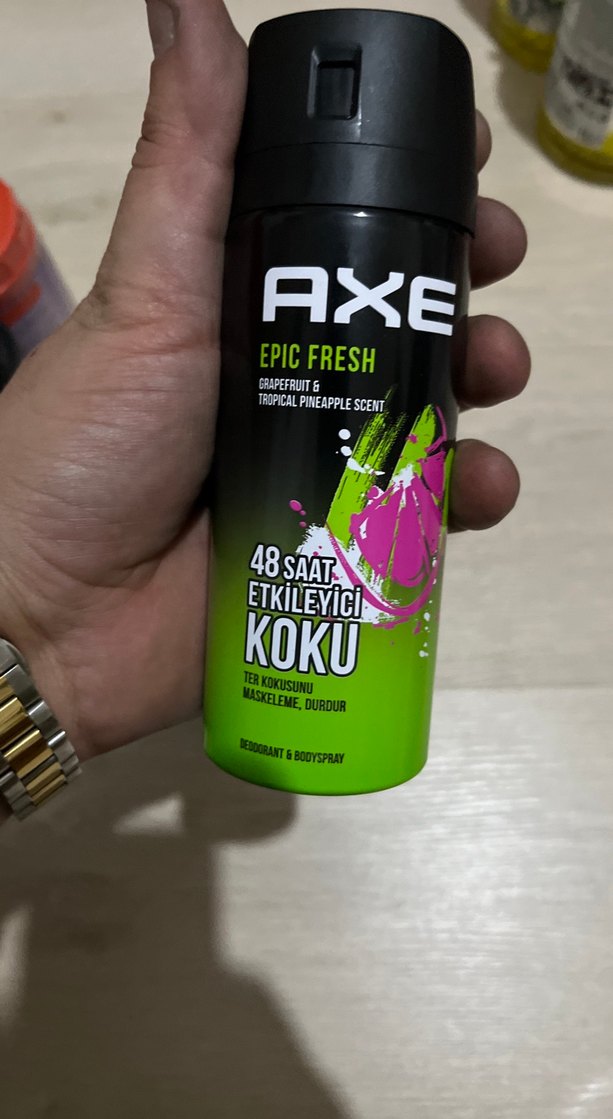 AXE
EPIC FRESH
GRAPEFRUIT &
TROPICAL PINEAPPLE SCENT
48 SAAT
ETKİLEYİCİ
KOKU
TER KOKUSUNU
MASKELEME, DURDUR
DEODORANT & BODYSPRAY